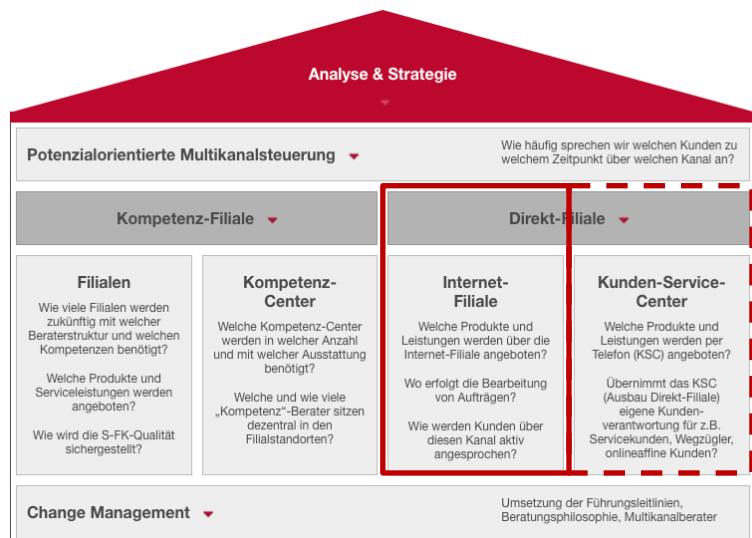 Analyse & Strategie
Potenzialorientierte Multikanalsteuerung
Wie häufig sprechen wir welchen Kunden zu
welchem Zeitpunkt über welchen Kanal an?
Kompetenz-Filiale
Direkt-Filiale
Filialen
Wie viele Filialen werden
zukünftig mit welcher
Beraterstruktur und welchen
Kompetenzen benötigt?
Welche Produkte und
Serviceleistungen werden
angeboten?
Wie wird die S-FK-Qualität
sichergestellt?
Kompetenz-
Center
Welche Kompetenz-Center
werden in welcher Anzahl
und mit welcher Ausstattung
benötigt?
Welche und wie viele
„Kompetenz“-Berater sitzen
dezentral in den
Filialstandorten?
Internet-
Filiale
Welche Produkte und
Leistungen werden über die
Internet-Filiale angeboten?
Wo erfolgt die Bearbeitung
von Aufträgen?
Wie werden Kunden über
diesen Kanal aktiv
angesprochen?
Kunden-Service-
Center
Welche Produkte und
Leistungen werden per
Telefon (KSC) angeboten?
Übernimmt das KSC
(Ausbau Direkt-Filiale)
eigene Kunden-
verantwortung für z.B.
Servicekunden, Wegzügler,
onlineaffine Kunden?
Change Management
Umsetzung der Führungsleitlinien,
Beratungsphilosophie, Multikanalberater